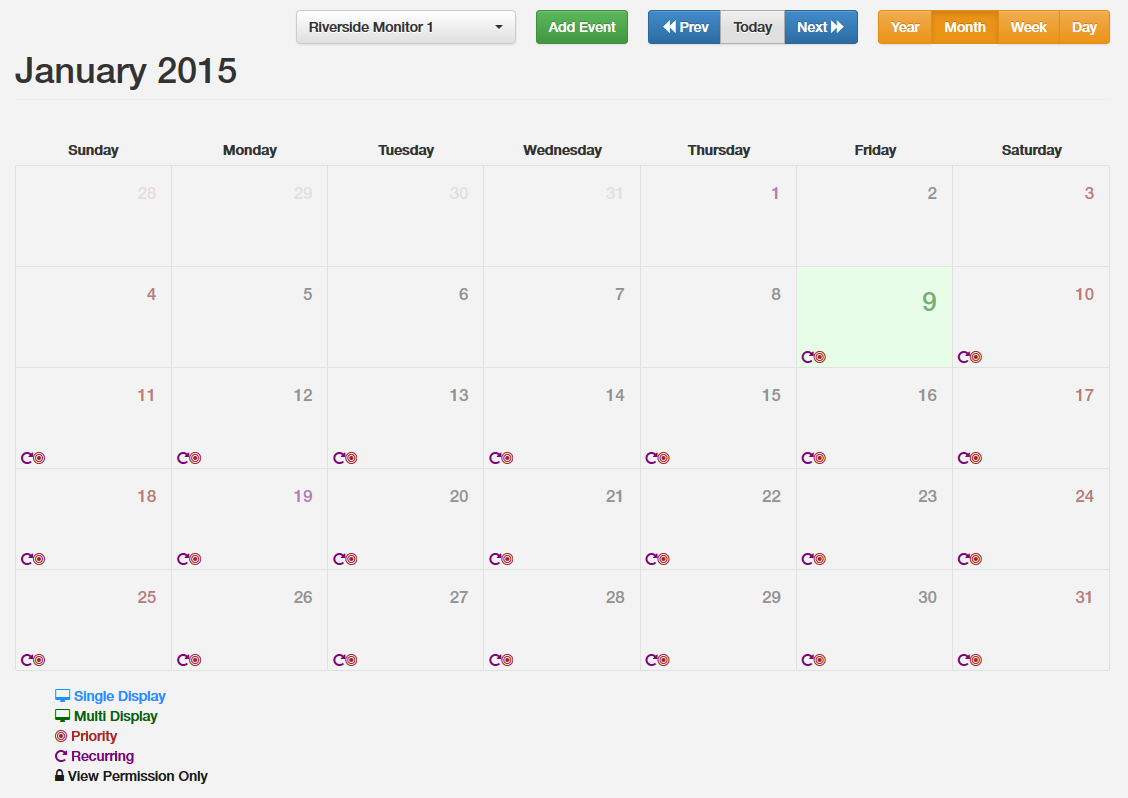 Riverside Monitor 1 Add Event Prev Today Next Year Month Week Day
January 2015
Sunday Monday Tuesday Wednesday Thursday Friday Saturday
28 29 30 31 1 2 3
4 5 6 7 8 9 10
11 12 13 14 15 16 17
18 19 20 21 22 23 24
25 26 27 28 29 30 31
Single Display
Multi Display
Priority
Recurring
View Permission Only